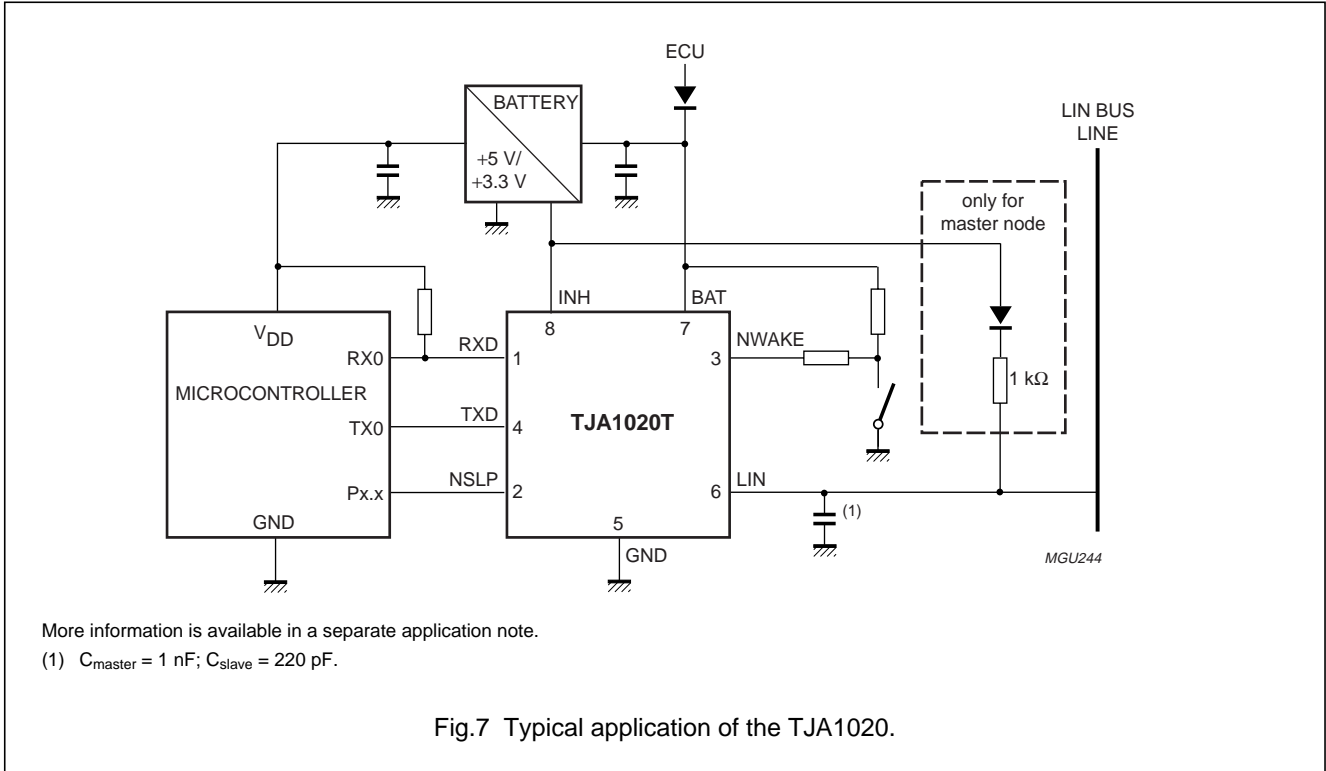 ECU
BATTERY
+5 V/
+3.3 V
LIN BUS
LINE
only for
master node
INH
BAT
8
7
VDD
RX0
RXD
1
3
NWAKE
1 kΩ
MICROCONTROLLER
TJA1020T
TX0
TXD
4
Px.x
NSLP
2
6
LIN
(1)
GND
5
GND
MGU244
More information is available in a separate application note.
(1) Cmaster = 1 nF; Cslave = 220 pF.
Fig.7 Typical application of the TJA1020.